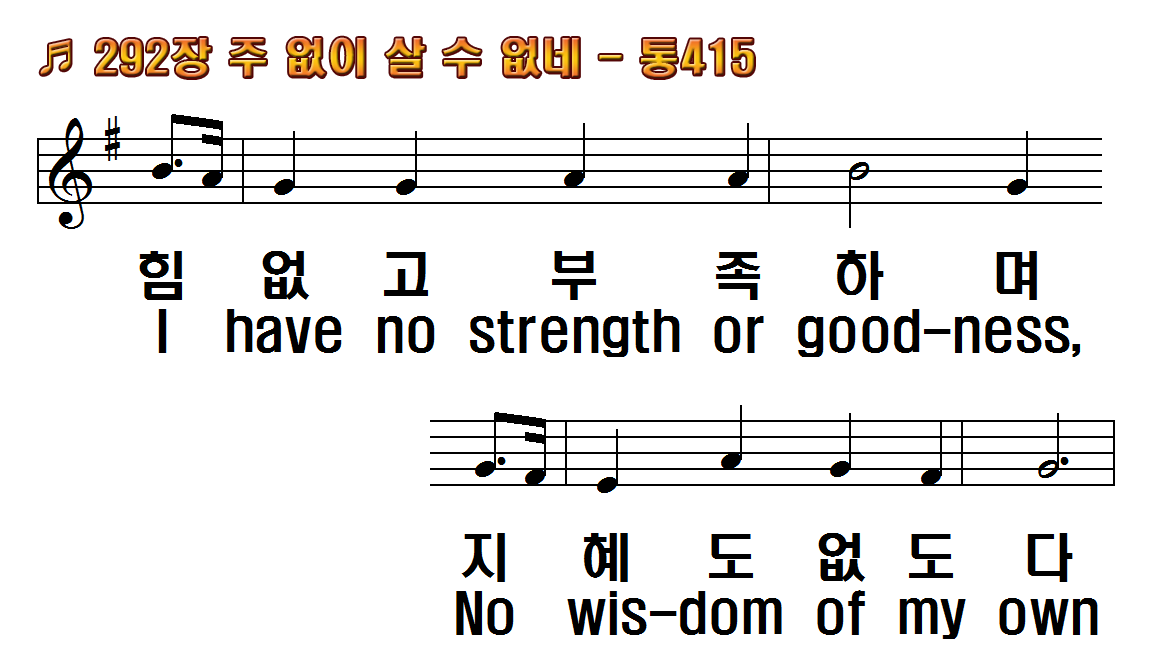 292장 주 없이 살 수 없네 - 통415
힘 없 고 부 족 하 며
I have no strength or good-ness,
지 혜 도 없 도 다
No wis-dom of my own